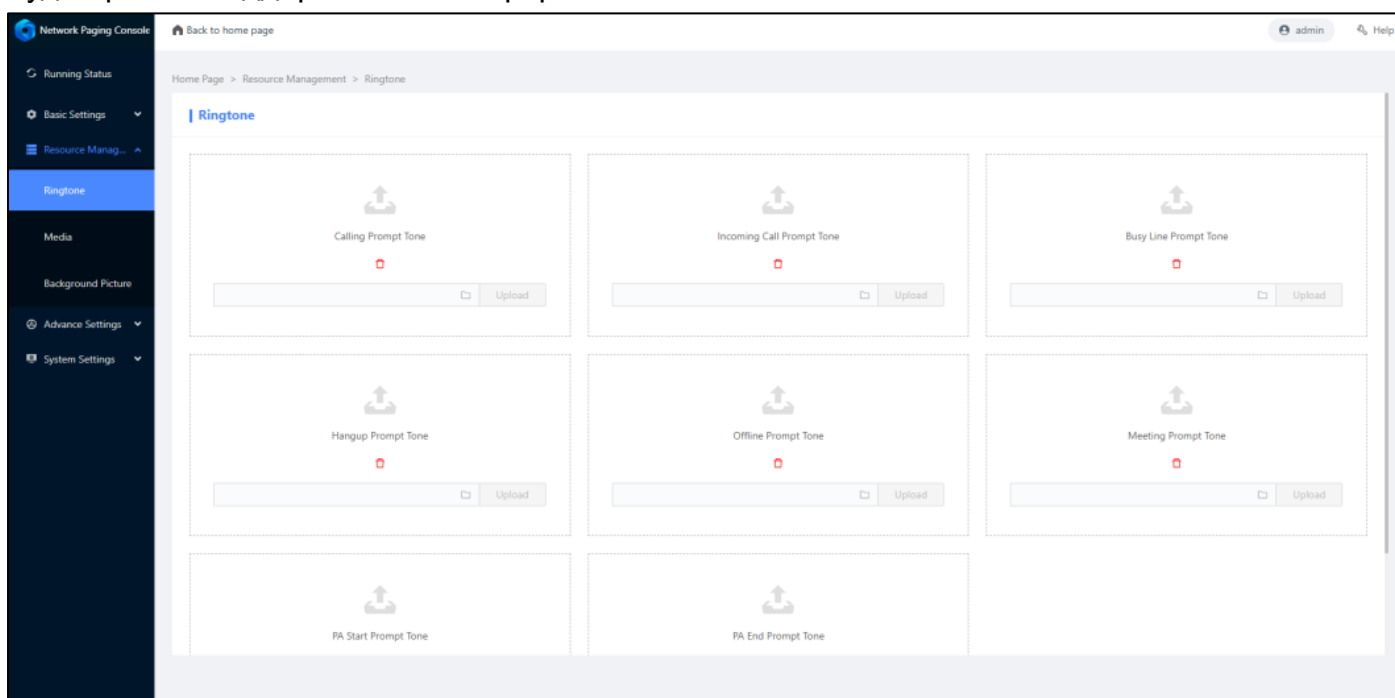 Network Paging Console
Back to home page
admin
Help
Running Status
Home Page > Resource Management > Ringtone
Basic Settings
Ringtone
Resource Manag...
Ringtone
Media
Background Picture
Advance Settings
System Settings
Calling Prompt Tone
Upload
Incoming Call Prompt Tone
Upload
Busy Line Prompt Tone
Upload
Hangup Prompt Tone
Upload
Offline Prompt Tone
Upload
Meeting Prompt Tone
Upload
PA Start Prompt Tone
PA End Prompt Tone